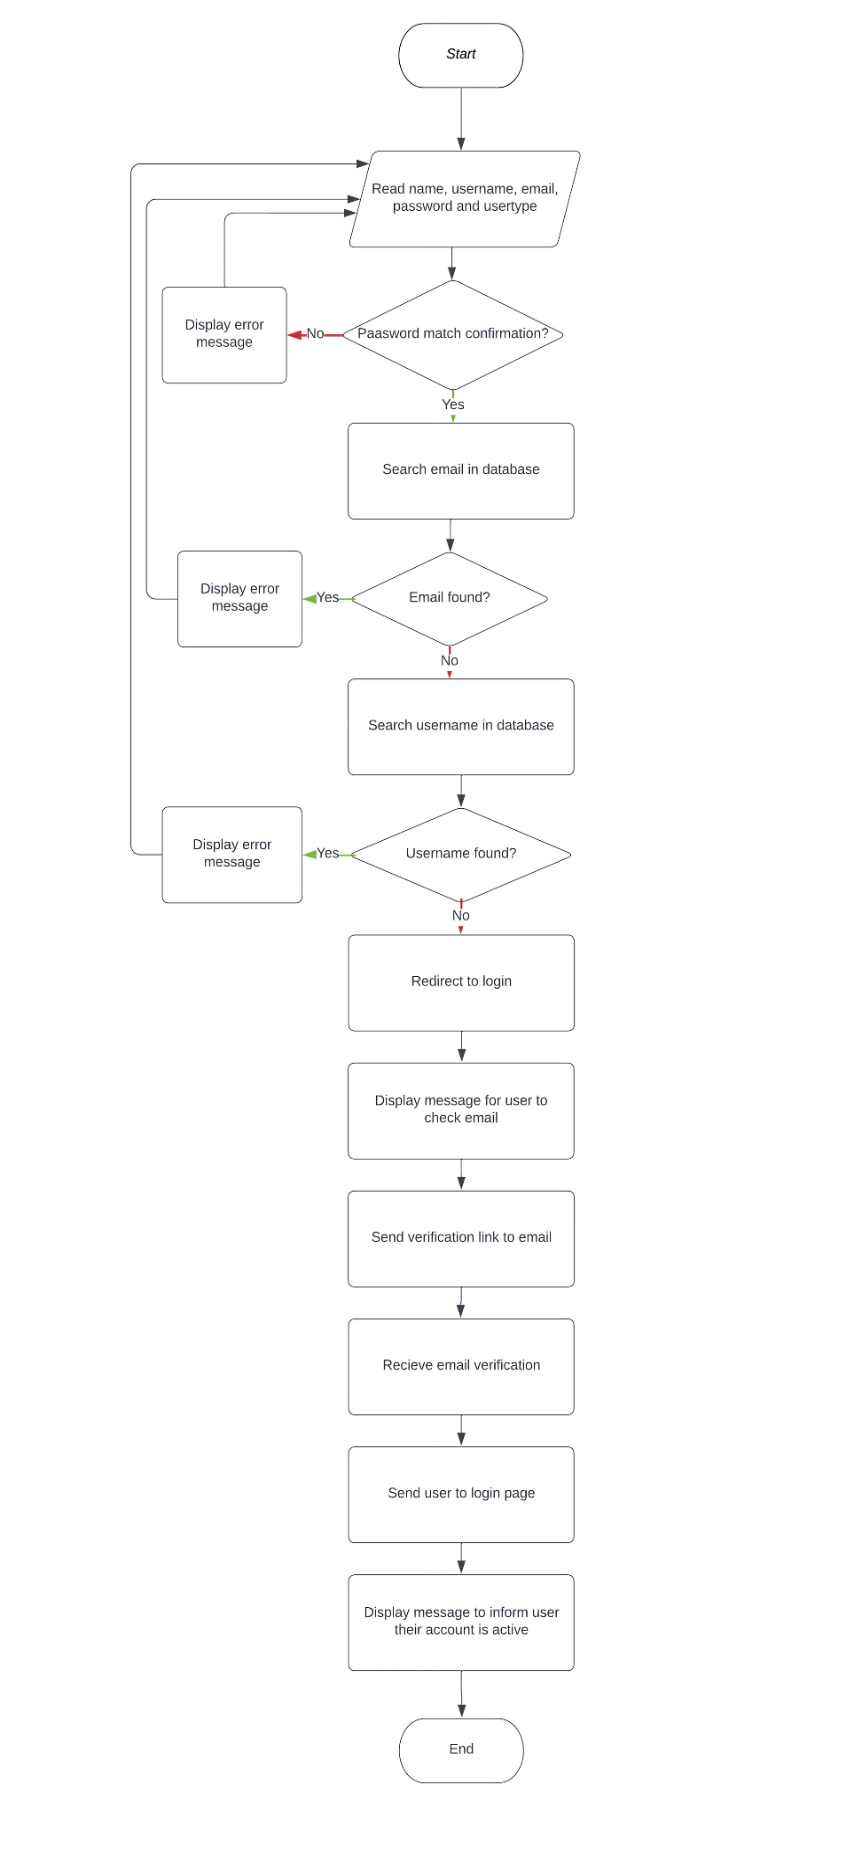 Start
Read name, username, email,
password and usertype
Paasword match confirmation?
No
Display error
message
Yes
Search email in database
Email found?
Yes
Display error
message
No
Search username in database
Username found?
Yes
Display error
message
No
Redirect to login
Display message for user to
check email
Send verification link to email
Recieve email verification
Send user to login page
Display message to inform user
their account is active
End